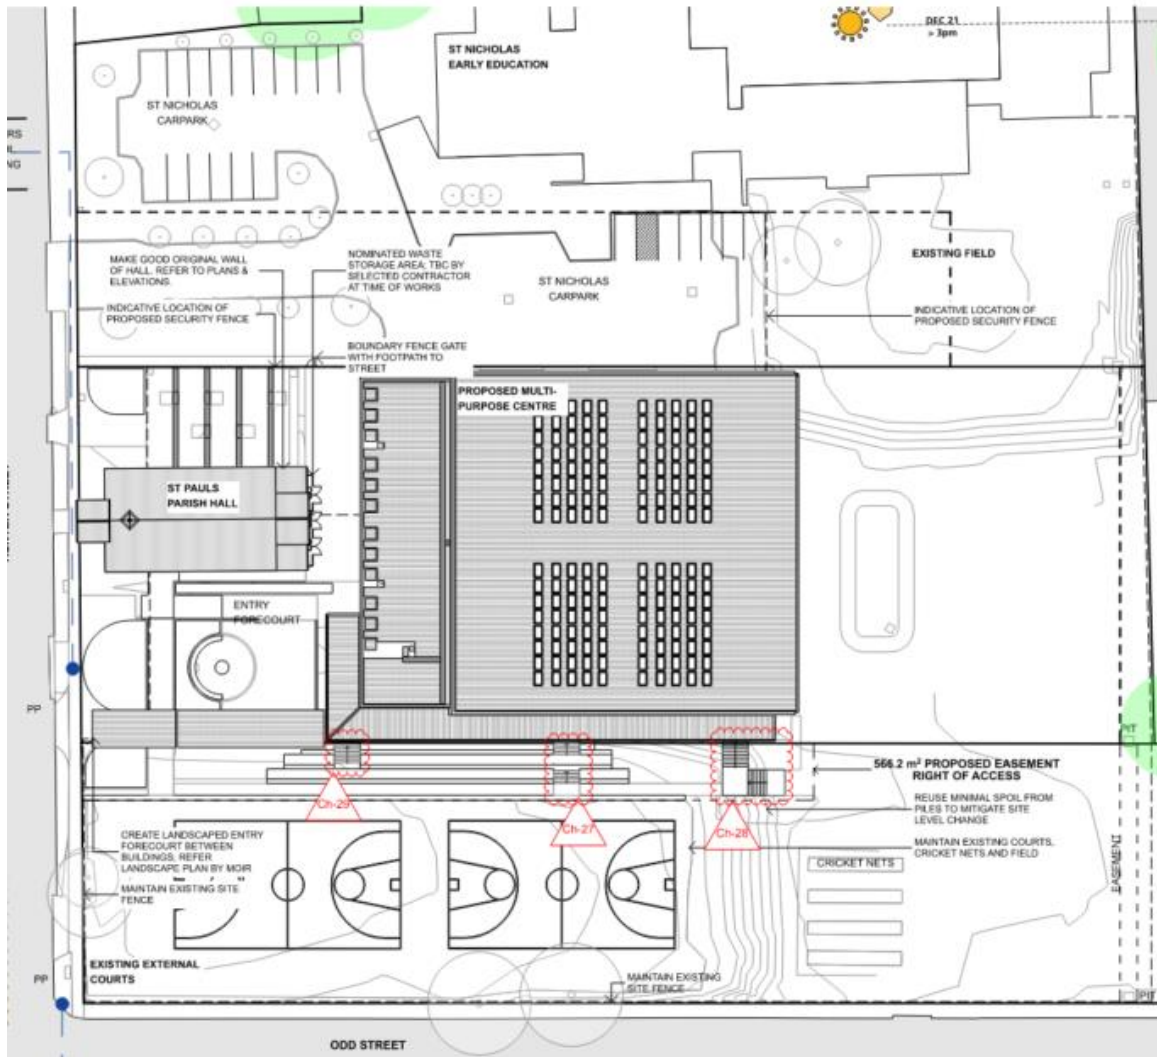 DEC 21
> 3pm
ST NICHOLAS
EARLY EDUCATION
ST NICHOLAS
CARPARK
MAKE GOOD ORIGINAL WALL
OF HALL. REFER TO PLANS &
ELEVATIONS.
NOMINATED WASTE
STORAGE AREA; TBC BY
SELECTED CONTRACTOR
AT TIME OF WORKS
ST NICHOLAS
CARPARK
EXISTING FIELD
INDICATIVE LOCATION OF
PROPOSED SECURITY FENCE
INDICATIVE LOCATION OF
PROPOSED SECURITY FENCE
BOUNDARY FENCE GATE
WITH FOOTPATH TO
STREET
PROPOSED MULTI-
PURPOSE CENTRE
ST PAULS
PARISH HALL
ENTRY
FORECOURT
PP
PIT
566.2 m² PROPOSED EASEMENT
RIGHT OF ACCESS
REUSE MINIMAL SPOIL FROM
PILES TO MITIGATE SITE
LEVEL CHANGE
Ch-29
Ch-27
Ch-28
MAINTAIN EXISTING COURTS,
CRICKET NETS AND FIELD
CREATE LANDSCAPED ENTRY
FORECOURT BETWEEN
BUILDINGS; REFER
LANDSCAPE PLAN BY MOIR
MAINTAIN EXISTING SITE
FENCE
CRICKET NETS
EASEMENT
EXISTING EXTERNAL
COURTS
PP
MAINTAIN EXISTING
SITE FENCE
PIT
ODD STREET